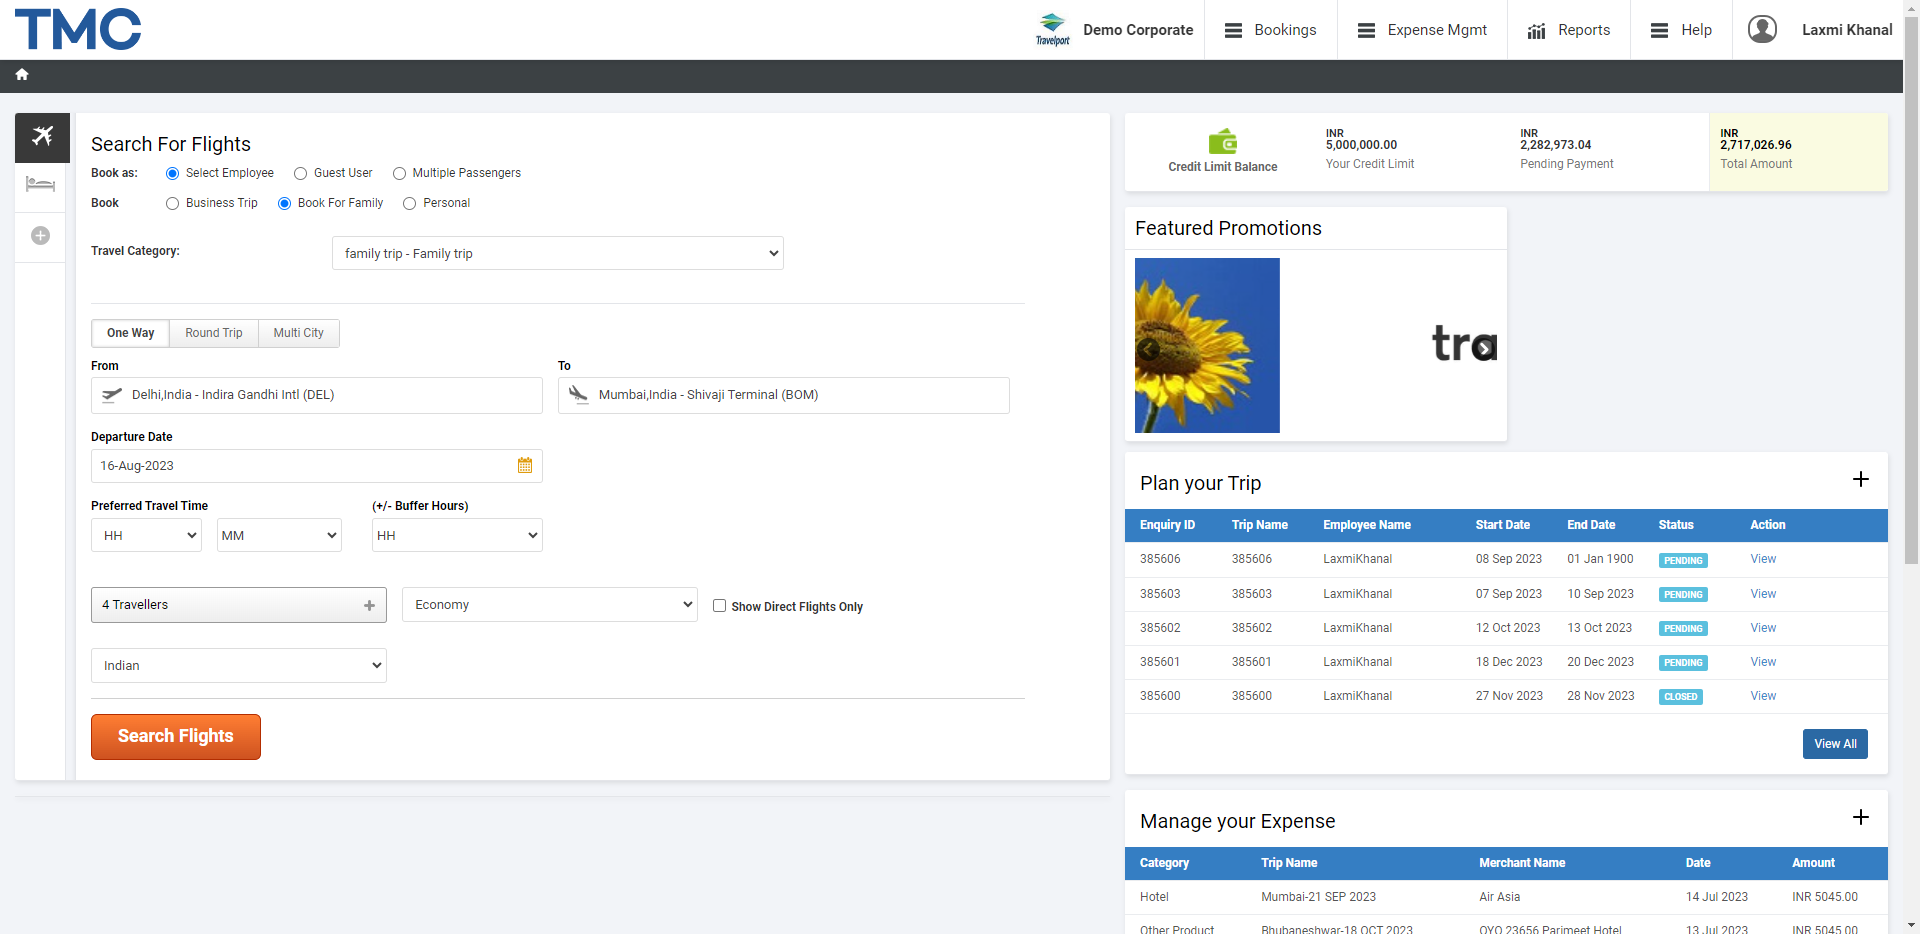 TMC
Travelport
Demo Corporate
Bookings
Expense Mgmt
Reports
Help
Laxmi Khanal
Search For Flights
Book as: Select Employee Guest User Multiple Passengers
Book Business Trip Book For Family Personal
Travel Category: family trip - Family trip
One Way Round Trip Multi City
From To
Delhi,India - Indira Gandhi Intl (DEL) Mumbai,India - Shivaji Terminal (BOM)
Departure Date
16-Aug-2023
Preferred Travel Time (+/- Buffer Hours)
HH MM HH
4 Travellers Economy Show Direct Flights Only
Indian
Search Flights
Credit Limit Balance
INR
5,000,000.00
Your Credit Limit
INR
2,282,973.04
Pending Payment
INR
2,717,026.96
Total Amount
Featured Promotions
tra
Plan your Trip
Enquiry ID Trip Name Employee Name Start Date End Date Status Action
385606 385606 LaxmiKhanal 08 Sep 2023 01 Jan 1900 PENDING View
385603 385603 LaxmiKhanal 07 Sep 2023 10 Sep 2023 PENDING View
385602 385602 LaxmiKhanal 12 Oct 2023 13 Oct 2023 PENDING View
385601 385601 LaxmiKhanal 18 Dec 2023 20 Dec 2023 PENDING View
385600 385600 LaxmiKhanal 27 Nov 2023 28 Nov 2023 CLOSED View
View All
Manage your Expense
Category Trip Name Merchant Name Date Amount
Hotel Mumbai-21 SEP 2023 Air Asia 14 Jul 2023 INR 5045.00
Other Product Bhubaneshwar-18 OCT 2023 OYO 23656 Parimeet Hotel 13 Jul 2023 INR 5045.00